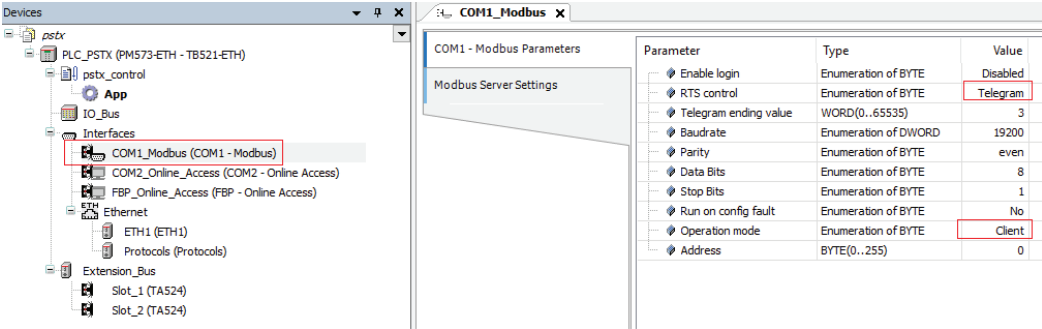 Devices
pstx
PLC_PSTX (PM573-ETH - TB521-ETH)
pstx_control
App
IO_Bus
Interfaces
COM1_Modbus (COM1 - Modbus)
COM2_Online_Access (COM2 - Online Access)
FBP_Online_Access (FBP - Online Access)
ETH
Ethernet
ETH1 (ETH1)
Protocols (Protocols)
Extension_Bus
Slot_1 (TA524)
Slot_2 (TA524)
COM1_Modbus
COM1 - Modbus Parameters
Modbus Server Settings
Parameter Type Value
Enable login Enumeration of BYTE Disabled
RTS control Enumeration of BYTE Telegram
Telegram ending value WORD(0..65535) 3
Baudrate Enumeration of DWORD 19200
Parity Enumeration of BYTE even
Data Bits Enumeration of BYTE 8
Stop Bits Enumeration of BYTE 1
Run on config fault Enumeration of BYTE No
Operation mode Enumeration of BYTE Client
Address BYTE(0..255) 0